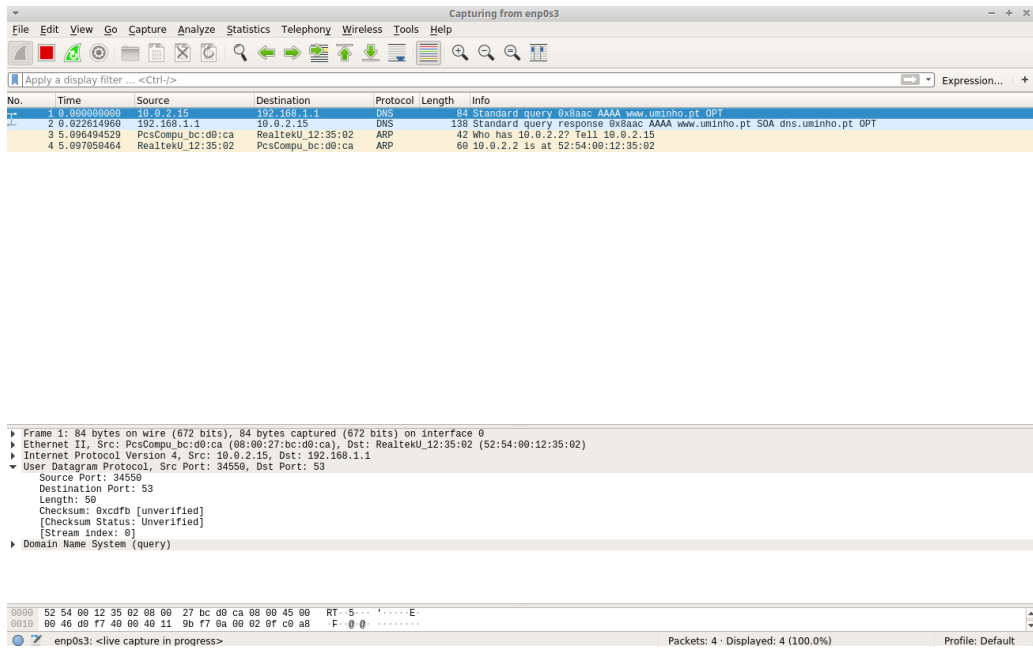 Capturing from enp0s3
File Edit View Go Capture Analyze Statistics Telephony Wireless Tools Help
Apply a display filter ... <Ctrl-/> Expression... +
No. Time Source Destination Protocol Length Info
1 0.000000000 10.0.2.15 192.168.1.1 DNS 84 Standard query 0x8aac AAAA www.uminho.pt OPT
2 0.022614960 192.168.1.1 10.0.2.15 DNS 138 Standard query response 0x8aac AAAA www.uminho.pt SOA dns.uminho.pt OPT
3 5.096494529 PcsCompu_bc:d0:ca RealtekU_12:35:02 ARP 42 Who has 10.0.2.2? Tell 10.0.2.15
4 5.097050464 RealtekU_12:35:02 PcsCompu_bc:d0:ca ARP 60 10.0.2.2 is at 52:54:00:12:35:02
Frame 1: 84 bytes on wire (672 bits), 84 bytes captured (672 bits) on interface 0
Ethernet II, Src: PcsCompu_bc:d0:ca (08:00:27:bc:d0:ca), Dst: RealtekU_12:35:02 (52:54:00:12:35:02)
Internet Protocol Version 4, Src: 10.0.2.15, Dst: 192.168.1.1
User Datagram Protocol, Src Port: 34550, Dst Port: 53
Source Port: 34550
Destination Port: 53
Length: 50
Checksum: 0xcdfb [unverified]
[Checksum Status: Unverified]
[Stream index: 0]
Domain Name System (query)
0000 52 54 00 12 35 02 08 00 27 bc d0 ca 08 00 45 00 RT··5··· '·····E·
0010 00 46 d0 f7 40 00 40 11 9b f7 0a 00 02 0f c0 a8 ·F··@·@· ········
enp0s3: <live capture in progress> Packets: 4 · Displayed: 4 (100.0%) Profile: Default